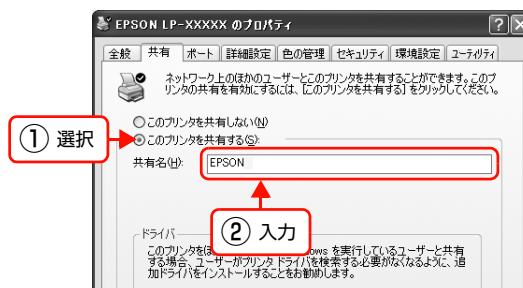 EPSON LP-XXXXX のプロパティ
全般 共有 ポート 詳細設定 色の管理 セキュリティ 環境設定 ユーティリティ
ネットワーク上のほかのユーザーとこのプリンタを共有することができます。このプ
リンタの共有を有効にするには、[このプリンタを共有する] をクリックしてください。
このプリンタを共有しない(N)
① 選択 このプリンタを共有する(S):
共有名(H): EPSON
② 入力
ドライバ
このプリンタをほ ows を実行しているユーザーと共有
する場合、ユーザーがプリンタ ドライバを検索する必要がなくなるように、追
加ドライバをインストールすることをお勧めします。